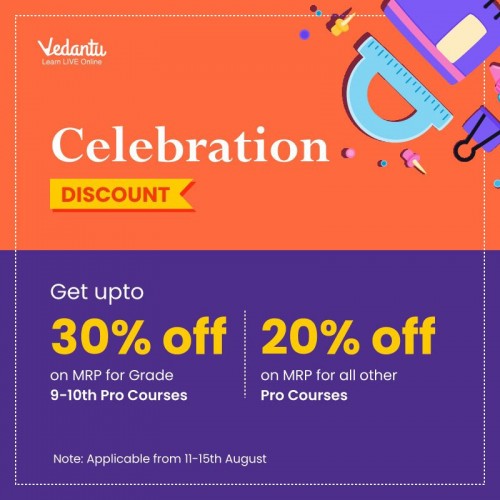 Vedantu
Learn LIVE Online
Celebration
DISCOUNT
Get upto
30% off
on MRP for Grade
9-10th Pro Courses
20% off
on MRP for all other
Pro Courses
Note: Applicable from 11-15th August